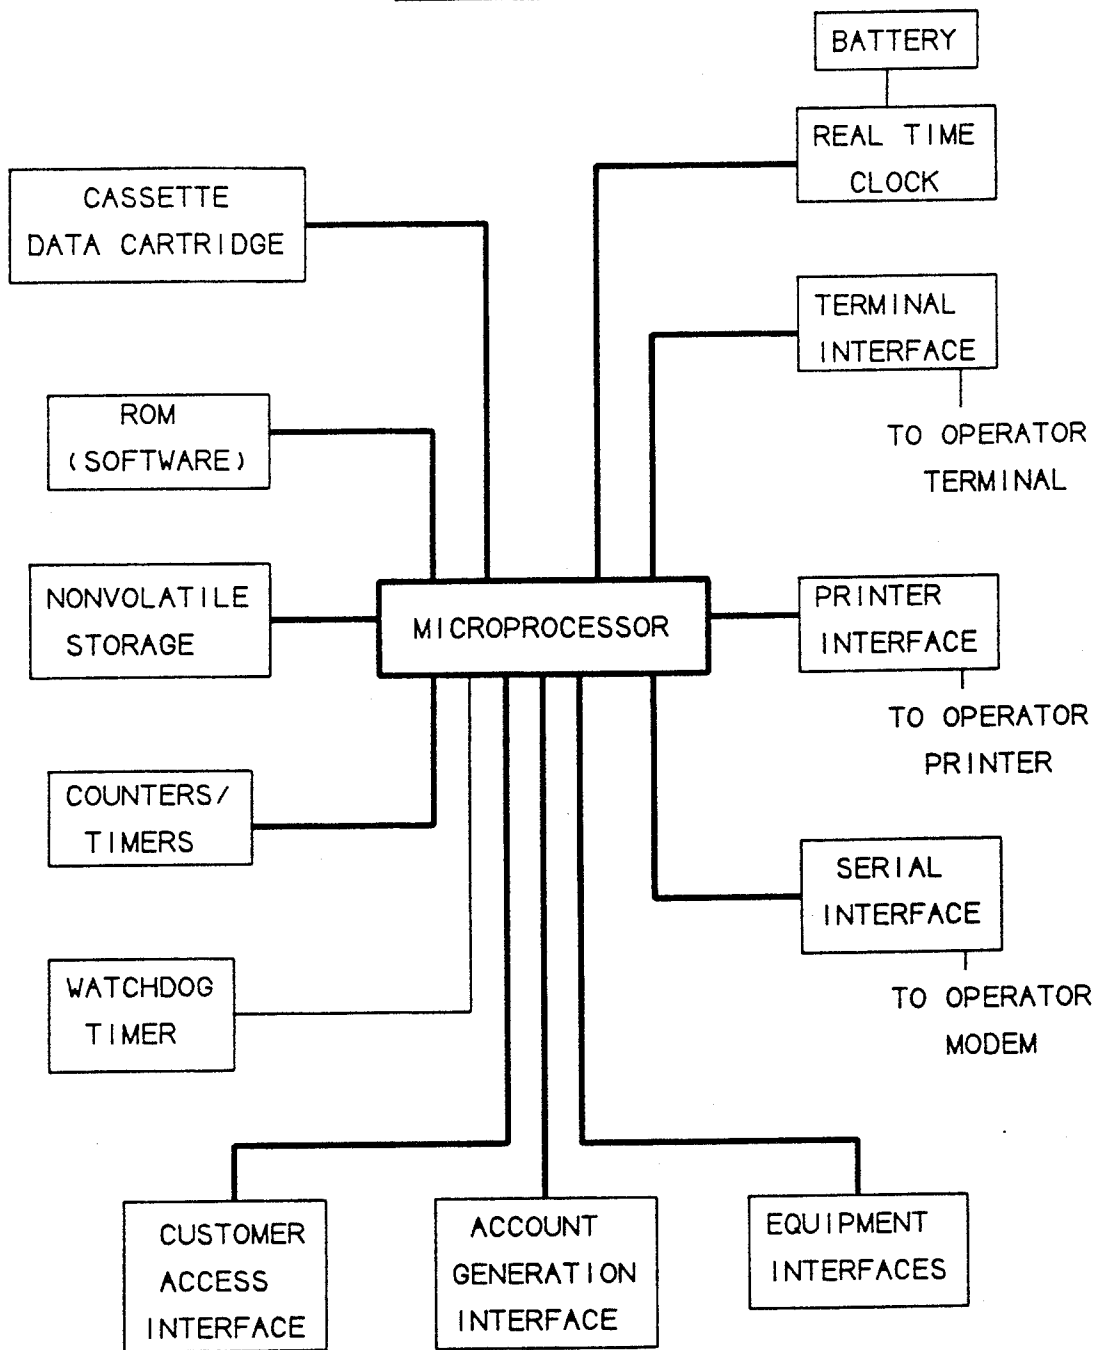 BATTERY
REAL TIME
CLOCK
CASSETTE
DATA CARTRIDGE
TERMINAL
INTERFACE
TO OPERATOR
TERMINAL
ROM
(SOFTWARE)
NONVOLATILE
STORAGE
MICROPROCESSOR
PRINTER
INTERFACE
TO OPERATOR
PRINTER
COUNTERS/
TIMERS
SERIAL
INTERFACE
TO OPERATOR
MODEM
WATCHDOG
TIMER
CUSTOMER
ACCESS
INTERFACE
ACCOUNT
GENERATION
INTERFACE
EQUIPMENT
INTERFACES